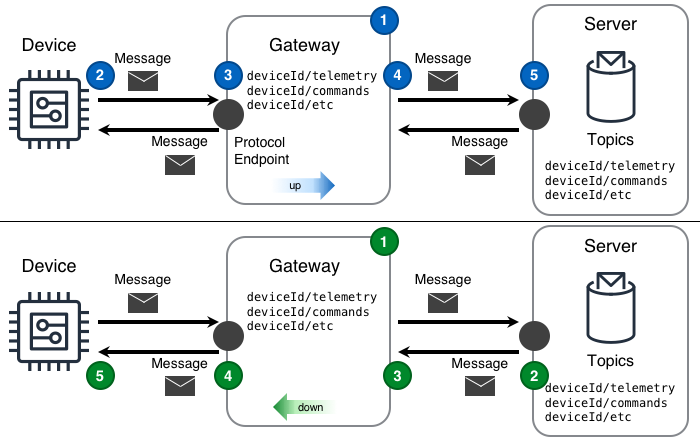 1
Server
Device
Gateway
Message
Message
2
3
4
5
deviceId/telemetry
deviceId/commands
deviceId/etc
Message
Protocol
Endpoint
Message
Topics
up
deviceId/telemetry
deviceId/commands
deviceId/etc
1
Server
Device
Gateway
Message
Message
deviceId/telemetry
deviceId/commands
deviceId/etc
Message
Message
Topics
5
4
3
2
deviceId/telemetry
deviceId/commands
deviceId/etc
down